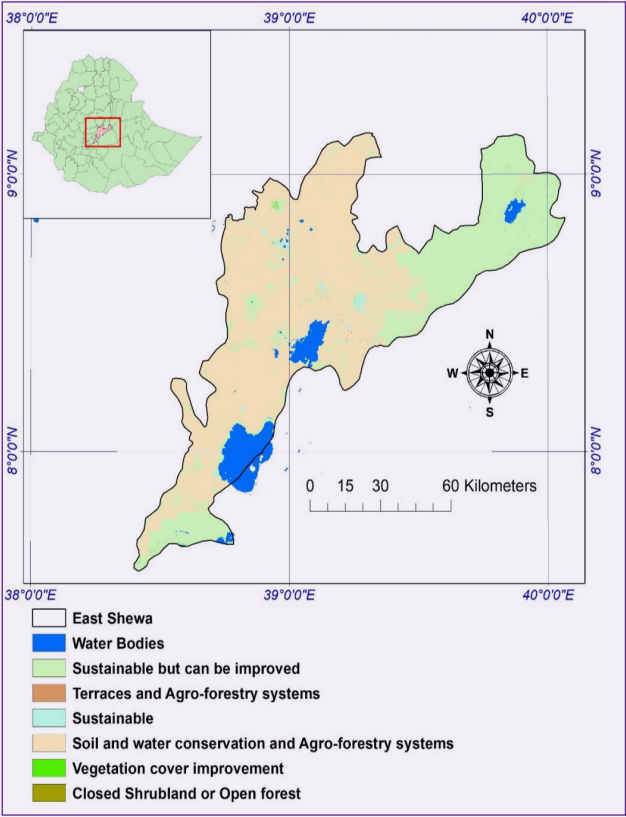 38°0'0"E 39°0'0"E 40°0'0"E
9°0'0"N 9°0'0"N
N
W E
S
8°0'0"N 8°0'0"N
0 15 30 60 Kilometers
38°0'0"E 39°0'0"E 40°0'0"E
East Shewa
Water Bodies
Sustainable but can be improved
Terraces and Agro-forestry systems
Sustainable
Soil and water conservation and Agro-forestry systems
Vegetation cover improvement
Closed Shrubland or Open forest